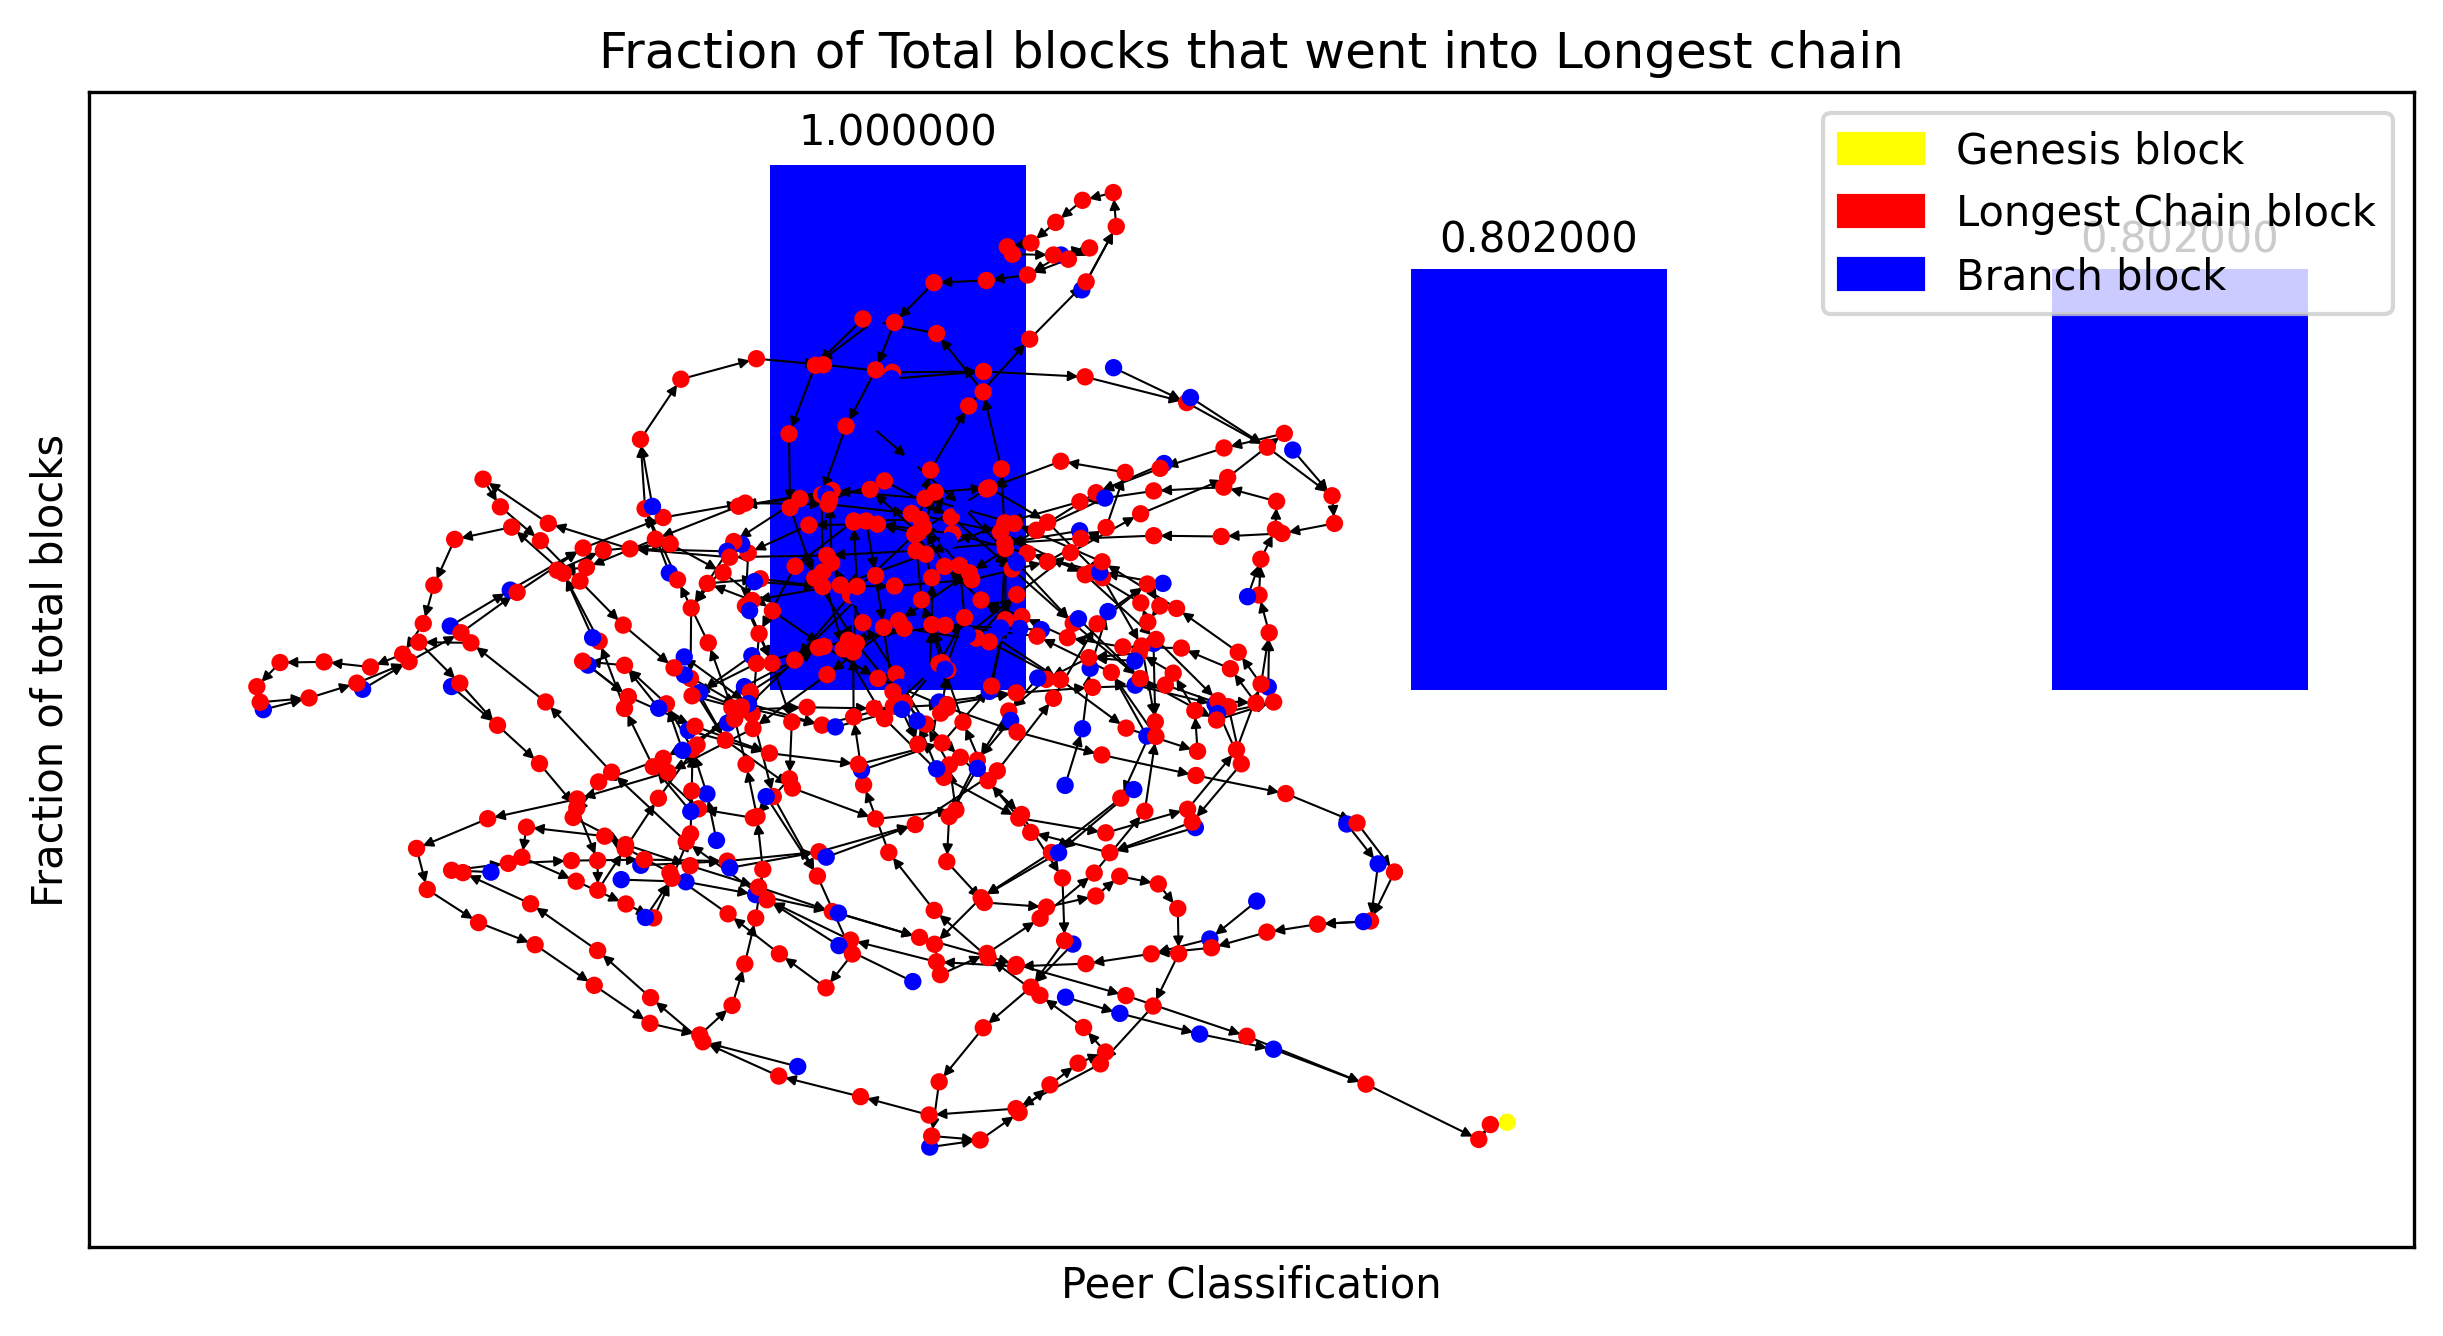 Fraction of Total blocks that went into Longest chain
1.000000
0.802000
0.802000
Genesis block
Longest Chain block
Branch block
Fraction of total blocks
Peer Classification